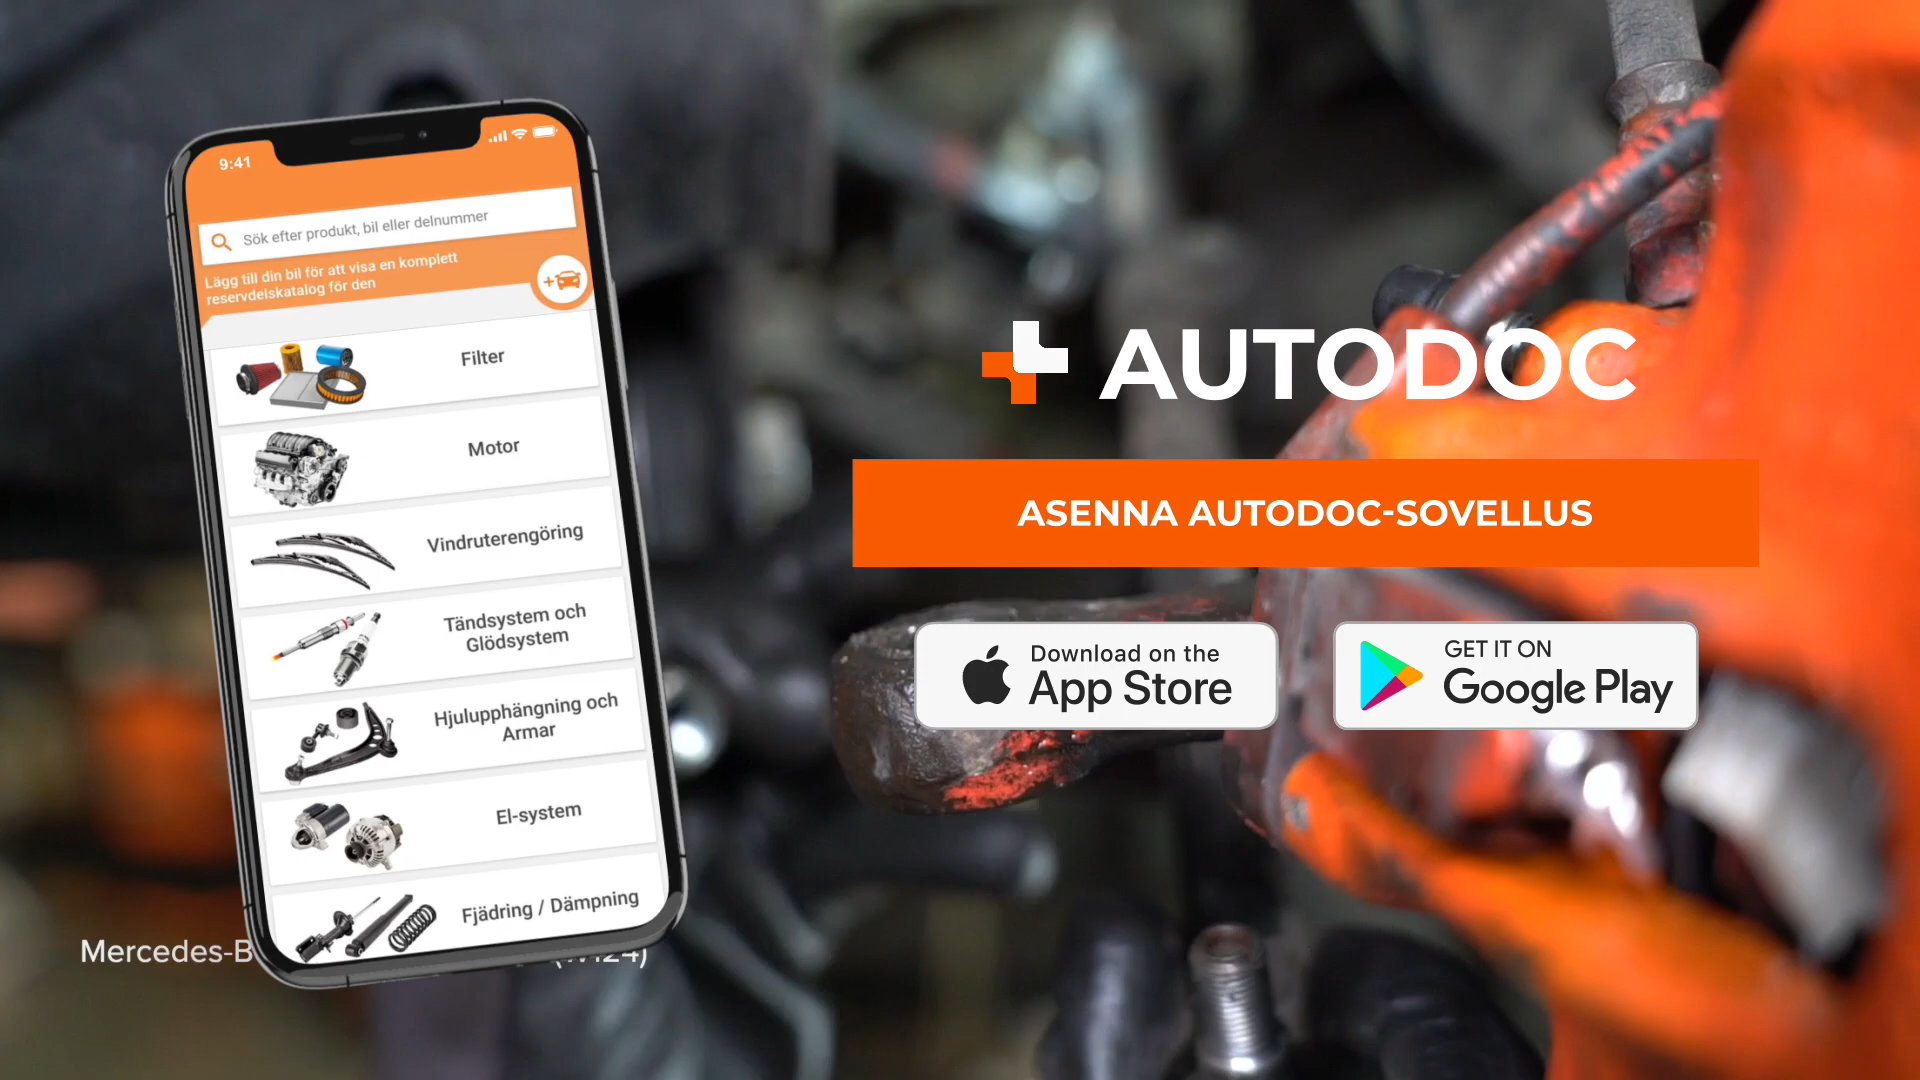 9:41
Sök efter produkt, bil eller delnummer
Lägg till din bil för att visa en komplett
reservdelskatalog för den
Filter
Motor
Vindruterengöring
Tändsystem och
Glödsystem
Hjulupphängning och
Armar
El-system
Fjädring / Dämpning
AUTODOC
ASENNA AUTODOC-SOVELLUS
Download on the
App Store
GET IT ON
Google Play